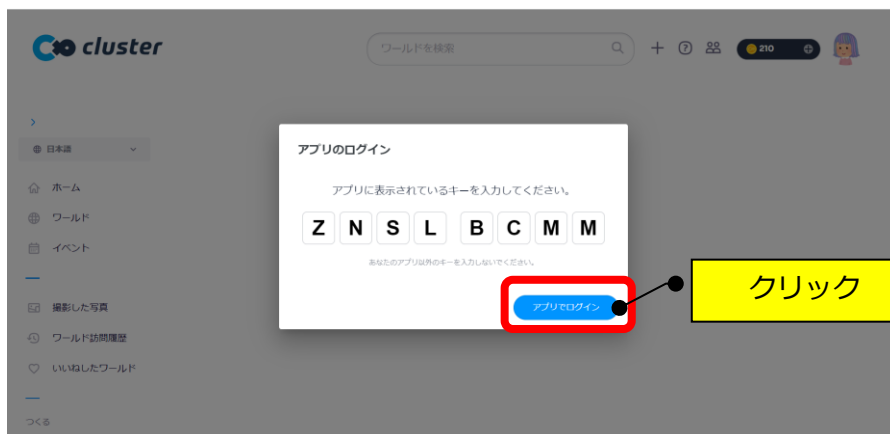 cluster
ワールドを検索
210
日本語
ホーム
ワールド
イベント
撮影した写真
ワールド訪問履歴
いいねしたワールド
つくる
アプリのログイン
アプリに表示されているキーを入力してください。
Z N S L B C M M
あなたのアプリ以外のキーを入力しないでください。
アプリでログイン
クリック